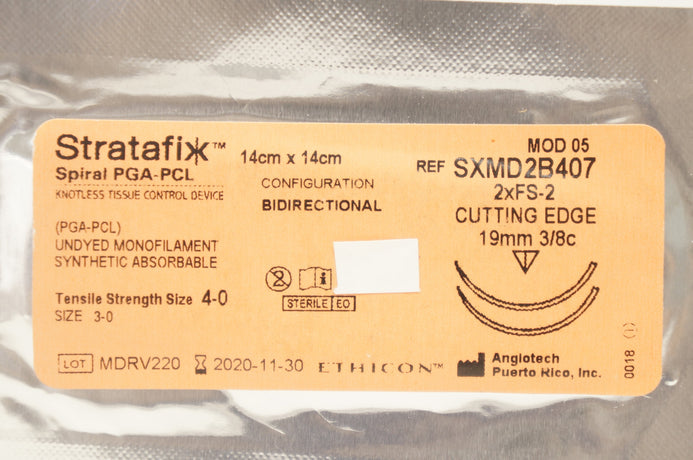 Stratafix™
Spiral PGA-PCL
KNOTLESS TISSUE CONTROL DEVICE
(PGA-PCL)
UNDYED MONOFILAMENT
SYNTHETIC ABSORBABLE
Tensile Strength Size 4-0
SIZE 3-0
14cm x 14cm
CONFIGURATION
BIDIRECTIONAL
2
i
STERILE EO
MOD 05
REF SXMD2B407
2xFS-2
CUTTING EDGE
19mm 3/8c
LOT MDRV220 2020-11-30 ETHICON™
Angiotech
Puerto Rico, Inc.
0018 (1)